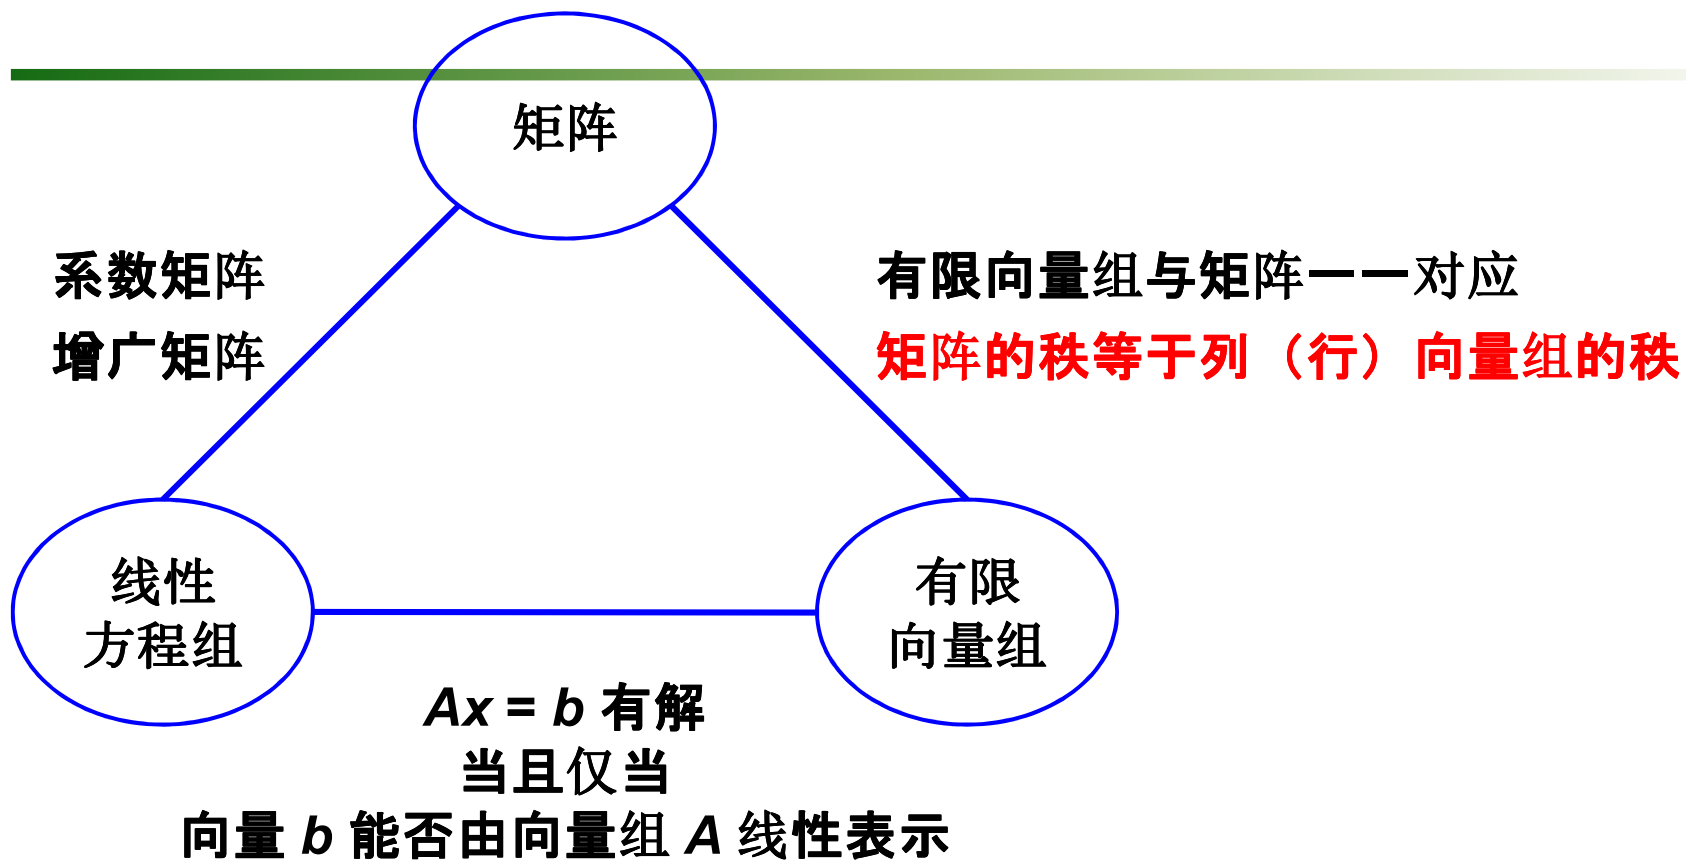 矩阵
系数矩阵
增广矩阵
有限向量组与矩阵一一对应
矩阵的秩等于列（行）向量组的秩
线性
方程组
有限
向量组
Ax = b 有解
当且仅当
向量 b 能否由向量组 A 线性表示